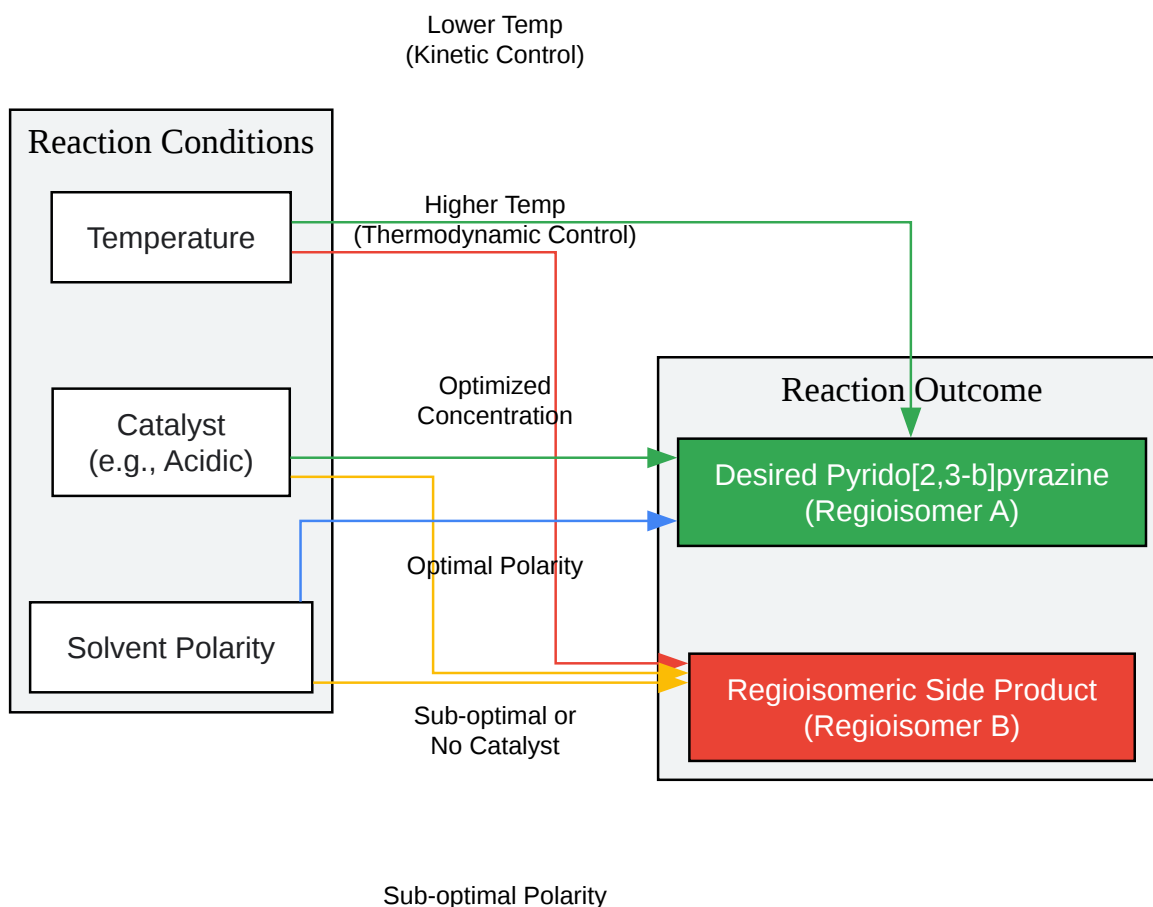 Lower Temp
(Kinetic Control)
Reaction Conditions
Temperature
Higher Temp
(Thermodynamic Control)
Catalyst
(e.g., Acidic)
Optimized
Concentration
Reaction Outcome
Desired Pyrido[2,3-b]pyrazine
(Regioisomer A)
Optimal Polarity
Solvent Polarity
Regioisomeric Side Product
(Regioisomer B)
Sub-optimal or
No Catalyst
Sub-optimal Polarity